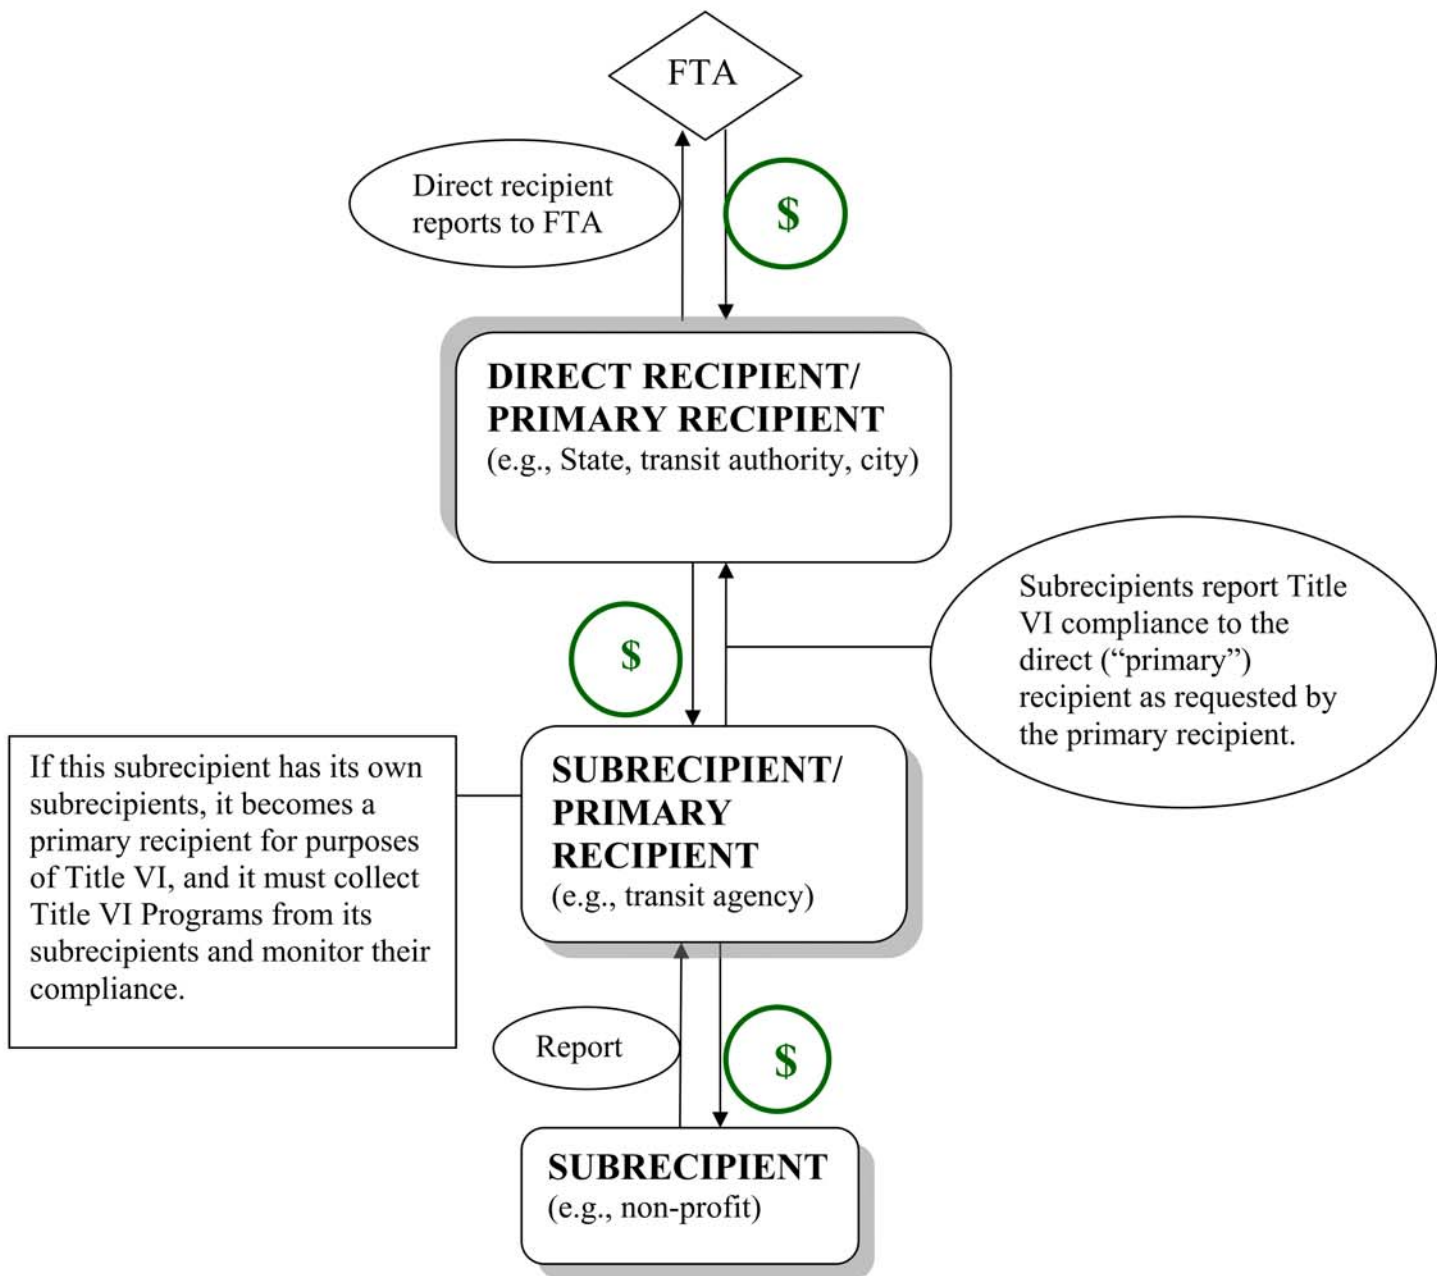 FTA
Direct recipient
reports to FTA
$
DIRECT RECIPIENT/
PRIMARY RECIPIENT
(e.g., State, transit authority, city)
$
Subrecipients report Title
VI compliance to the
direct (“primary”)
recipient as requested by
the primary recipient.
If this subrecipient has its own
subrecipients, it becomes a
primary recipient for purposes
of Title VI, and it must collect
Title VI Programs from its
subrecipients and monitor their
compliance.
SUBRECIPIENT/
PRIMARY
RECIPIENT
(e.g., transit agency)
Report
$
SUBRECIPIENT
(e.g., non-profit)